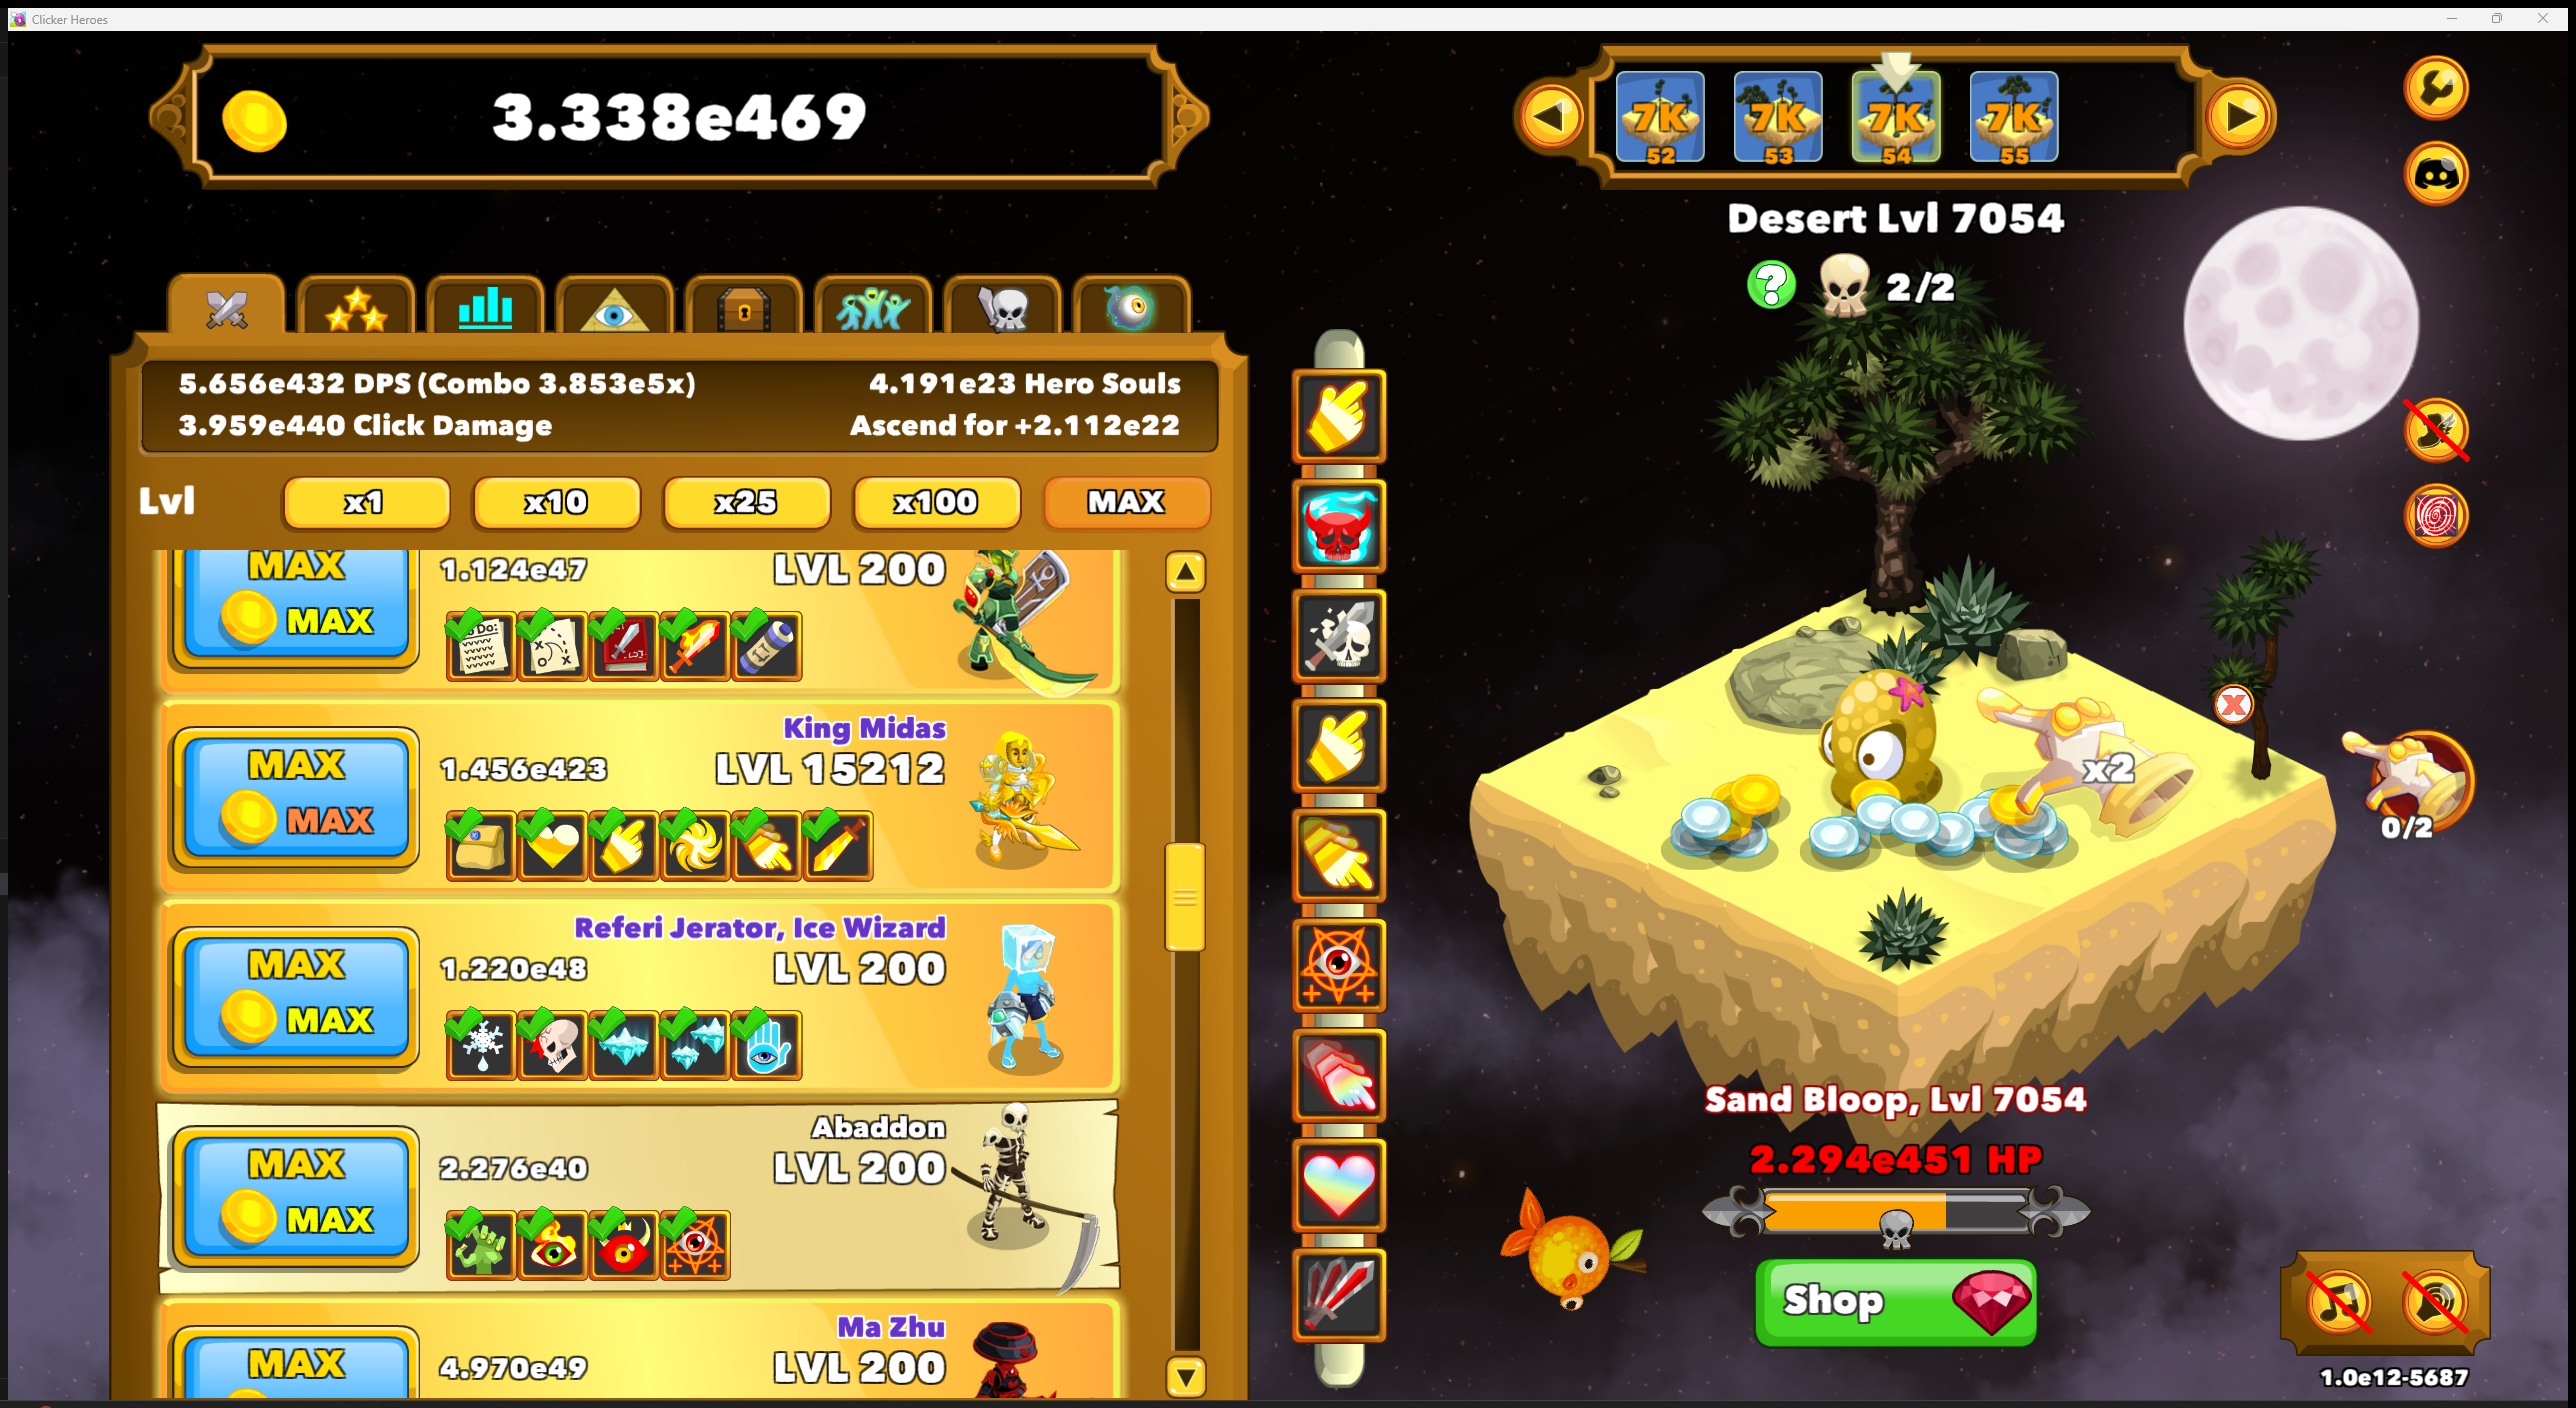 Clicker Heroes
3.338e469
7K
52
7K
53
7K
54
7K
55
Desert Lvl 7054
2/2
5.656e432 DPS (Combo 3.853e5x)
4.191e23 Hero Souls
3.959e440 Click Damage
Ascend for +2.112e22
Lvl
x1
x10
x25
x100
MAX
MAX
MAX
1.124e47
LVL 200
Do:
King Midas
MAX
MAX
1.456e423
LVL 15212
Referi Jerator, Ice Wizard
MAX
MAX
1.220e48
LVL 200
Abaddon
MAX
MAX
2.276e40
LVL 200
Ma Zhu
MAX
4.970e49
LVL 200
x2
0/2
Sand Bloop, Lvl 7054
2.294e451 HP
Shop
1.0e12-5687